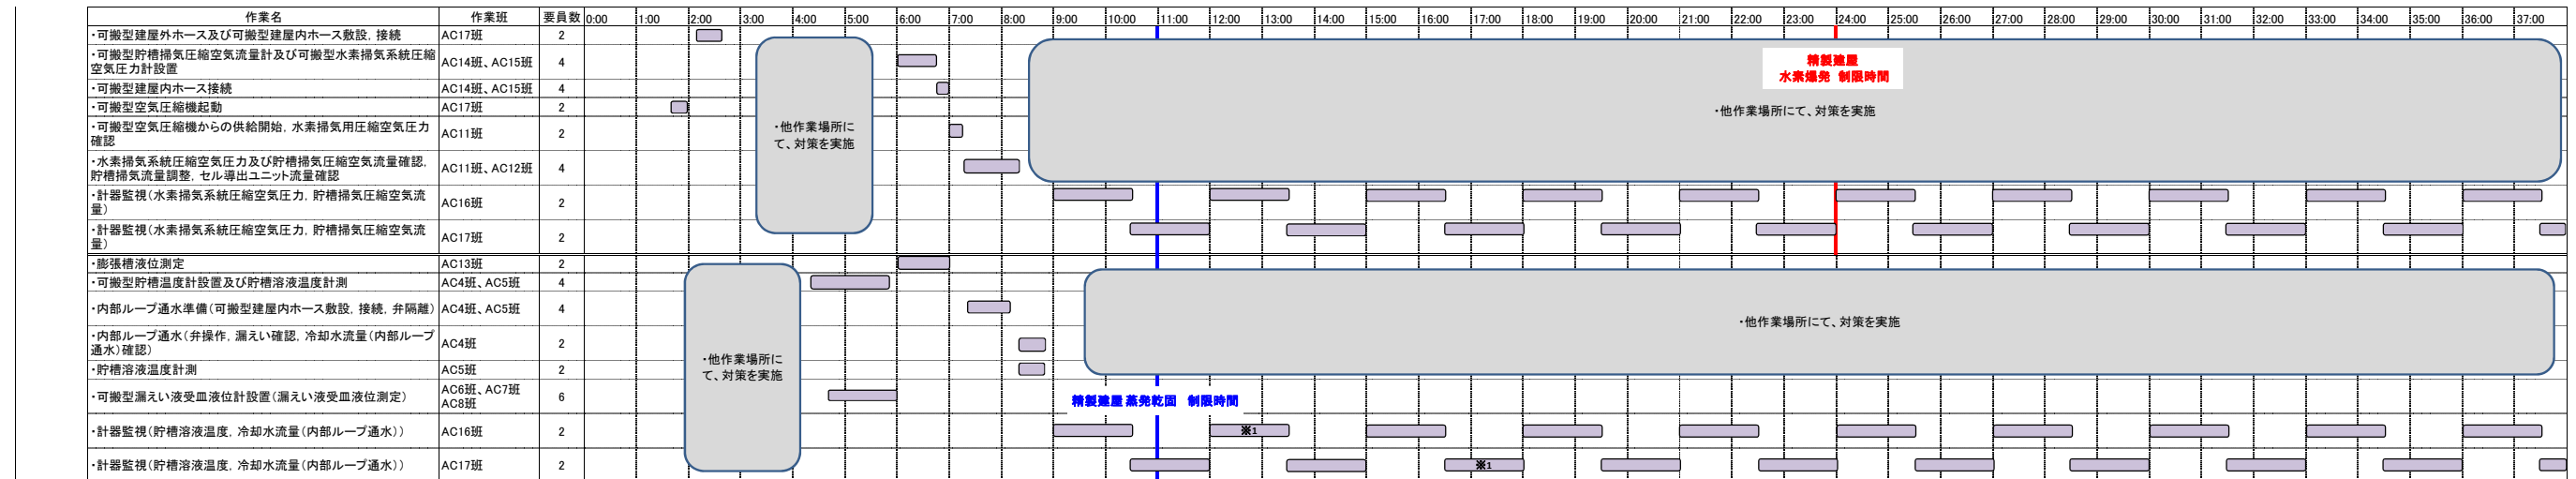 作業名 作業班 要員数 0:00 1:00 2:00 3:00 4:00 5:00 6:00 7:00 8:00 9:00 10:00 11:00 12:00 13:00 14:00 15:00 16:00 17:00 18:00 19:00 20:00 21:00 22:00 23:00 24:00 25:00 26:00 27:00 28:00 29:00 30:00 31:00 32:00 33:00 34:00 35:00 36:00 37:00
・可搬型建屋外ホース及び可搬型建屋内ホース敷設，接続 AC17班 2
・可搬型貯槽掃気圧縮空気流量計及び可搬型水素掃気系統圧縮
空気圧力計設置 AC14班、AC15班 4
・可搬型建屋内ホース接続 AC14班、AC15班 4
・可搬型空気圧縮機起動 AC17班 2
・可搬型空気圧縮機からの供給開始，水素掃気用圧縮空気圧力
確認 AC11班 2
・水素掃気系統圧縮空気圧力及び貯槽掃気圧縮空気流量確認，
貯槽掃気流量調整，セル導出ユニット流量確認 AC11班、AC12班 4
・計器監視（水素掃気系統圧縮空気圧力，貯槽掃気圧縮空気流
量） AC16班 2
・計器監視（水素掃気系統圧縮空気圧力，貯槽掃気圧縮空気流
量） AC17班 2
・他作業場所に
て、対策を実施
精製建屋
水素爆発 制限時間
・他作業場所にて、対策を実施
・膨張槽液位測定 AC13班 2
・可搬型貯槽温度計設置及び貯槽溶液温度計測 AC4班、AC5班 4
・内部ループ通水準備（可搬型建屋内ホース敷設，接続，弁隔離） AC4班、AC5班 4
・内部ループ通水（弁操作，漏えい確認，冷却水流量（内部ループ
通水）確認） AC4班 2
・貯槽溶液温度計測 AC5班 2
・可搬型漏えい液受皿液位計設置（漏えい液受皿液位測定） AC6班、AC7班
AC8班 6
・計器監視（貯槽溶液温度，冷却水流量（内部ループ通水）） AC16班 2 ※1
・計器監視（貯槽溶液温度，冷却水流量（内部ループ通水）） AC17班 2 ※1
・他作業場所に
て、対策を実施
・他作業場所にて、対策を実施
精製建屋 蒸発乾固 制限時間